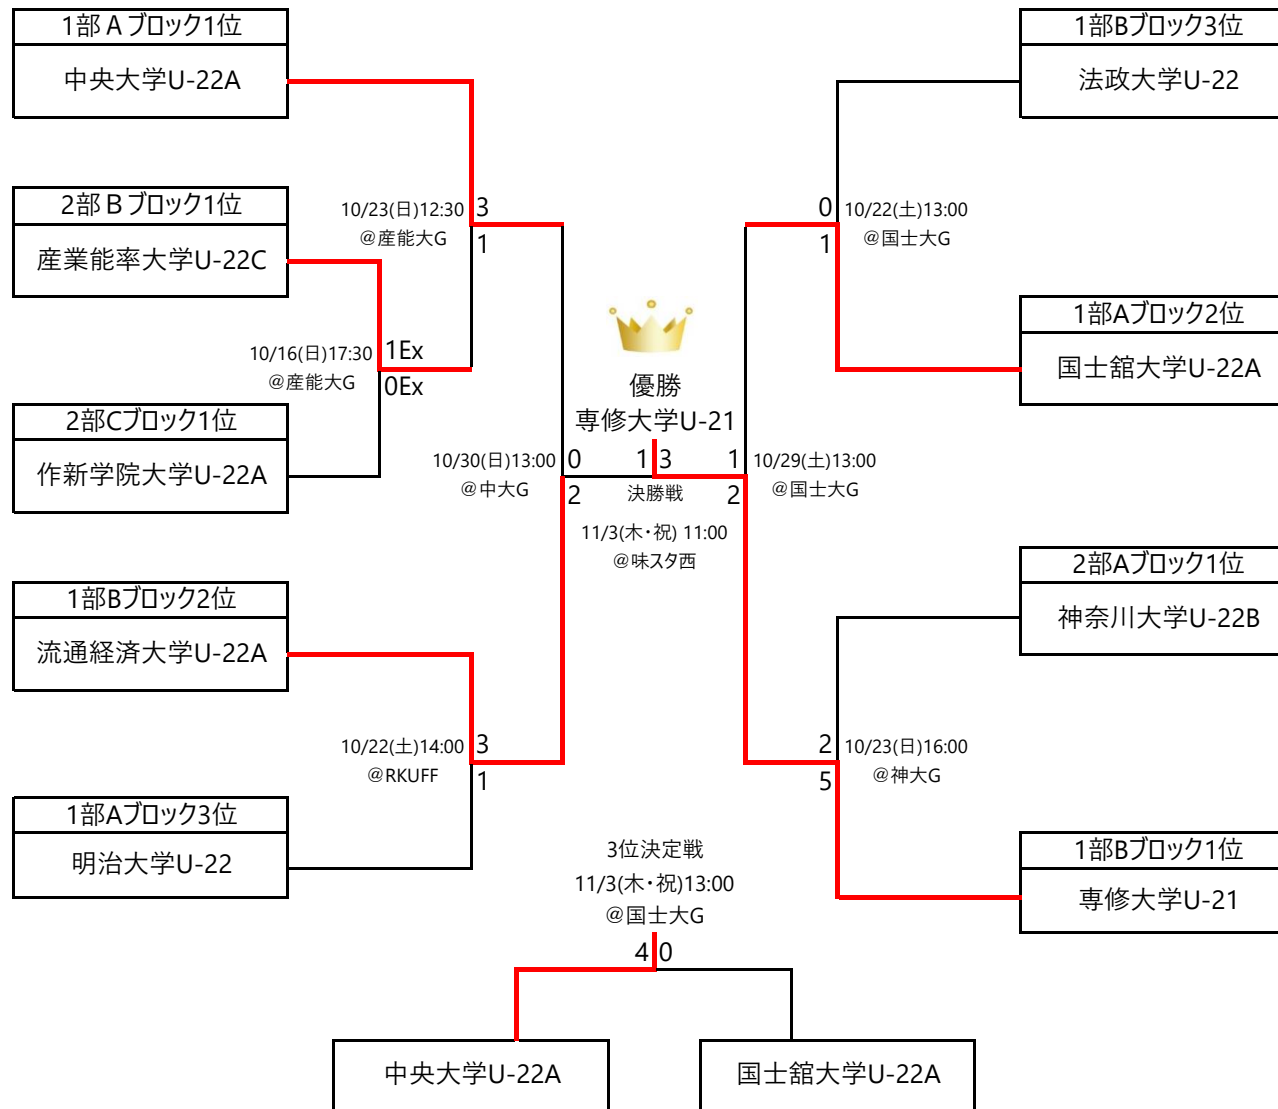 1部Aブロック1位
中央大学U-22A
2部Bブロック1位
産業能率大学U-22C
2部Cブロック1位
作新学院大学U-22A
1部Bブロック2位
流通経済大学U-22A
1部Aブロック3位
明治大学U-22
10/16(日)17:30
@産能大G
1Ex
0Ex
10/23(日)12:30
@産能大G
3
1
10/22(土)14:00
@RKUFF
3
1
10/30(日)13:00
@中大G
0
2
優勝
専修大学U-21
1 3
決勝戦
11/3(木・祝) 11:00
@味スタ西
1
2
10/29(土)13:00
@国士大G
0
1
10/22(土)13:00
@国士大G
2
5
10/23(日)16:00
@神大G
1部Bブロック3位
法政大学U-22
1部Aブロック2位
国士舘大学U-22A
2部Aブロック1位
神奈川大学U-22B
1部Bブロック1位
専修大学U-21
3位決定戦
11/3(木・祝)13:00
@国士大G
4 0
中央大学U-22A
国士舘大学U-22A